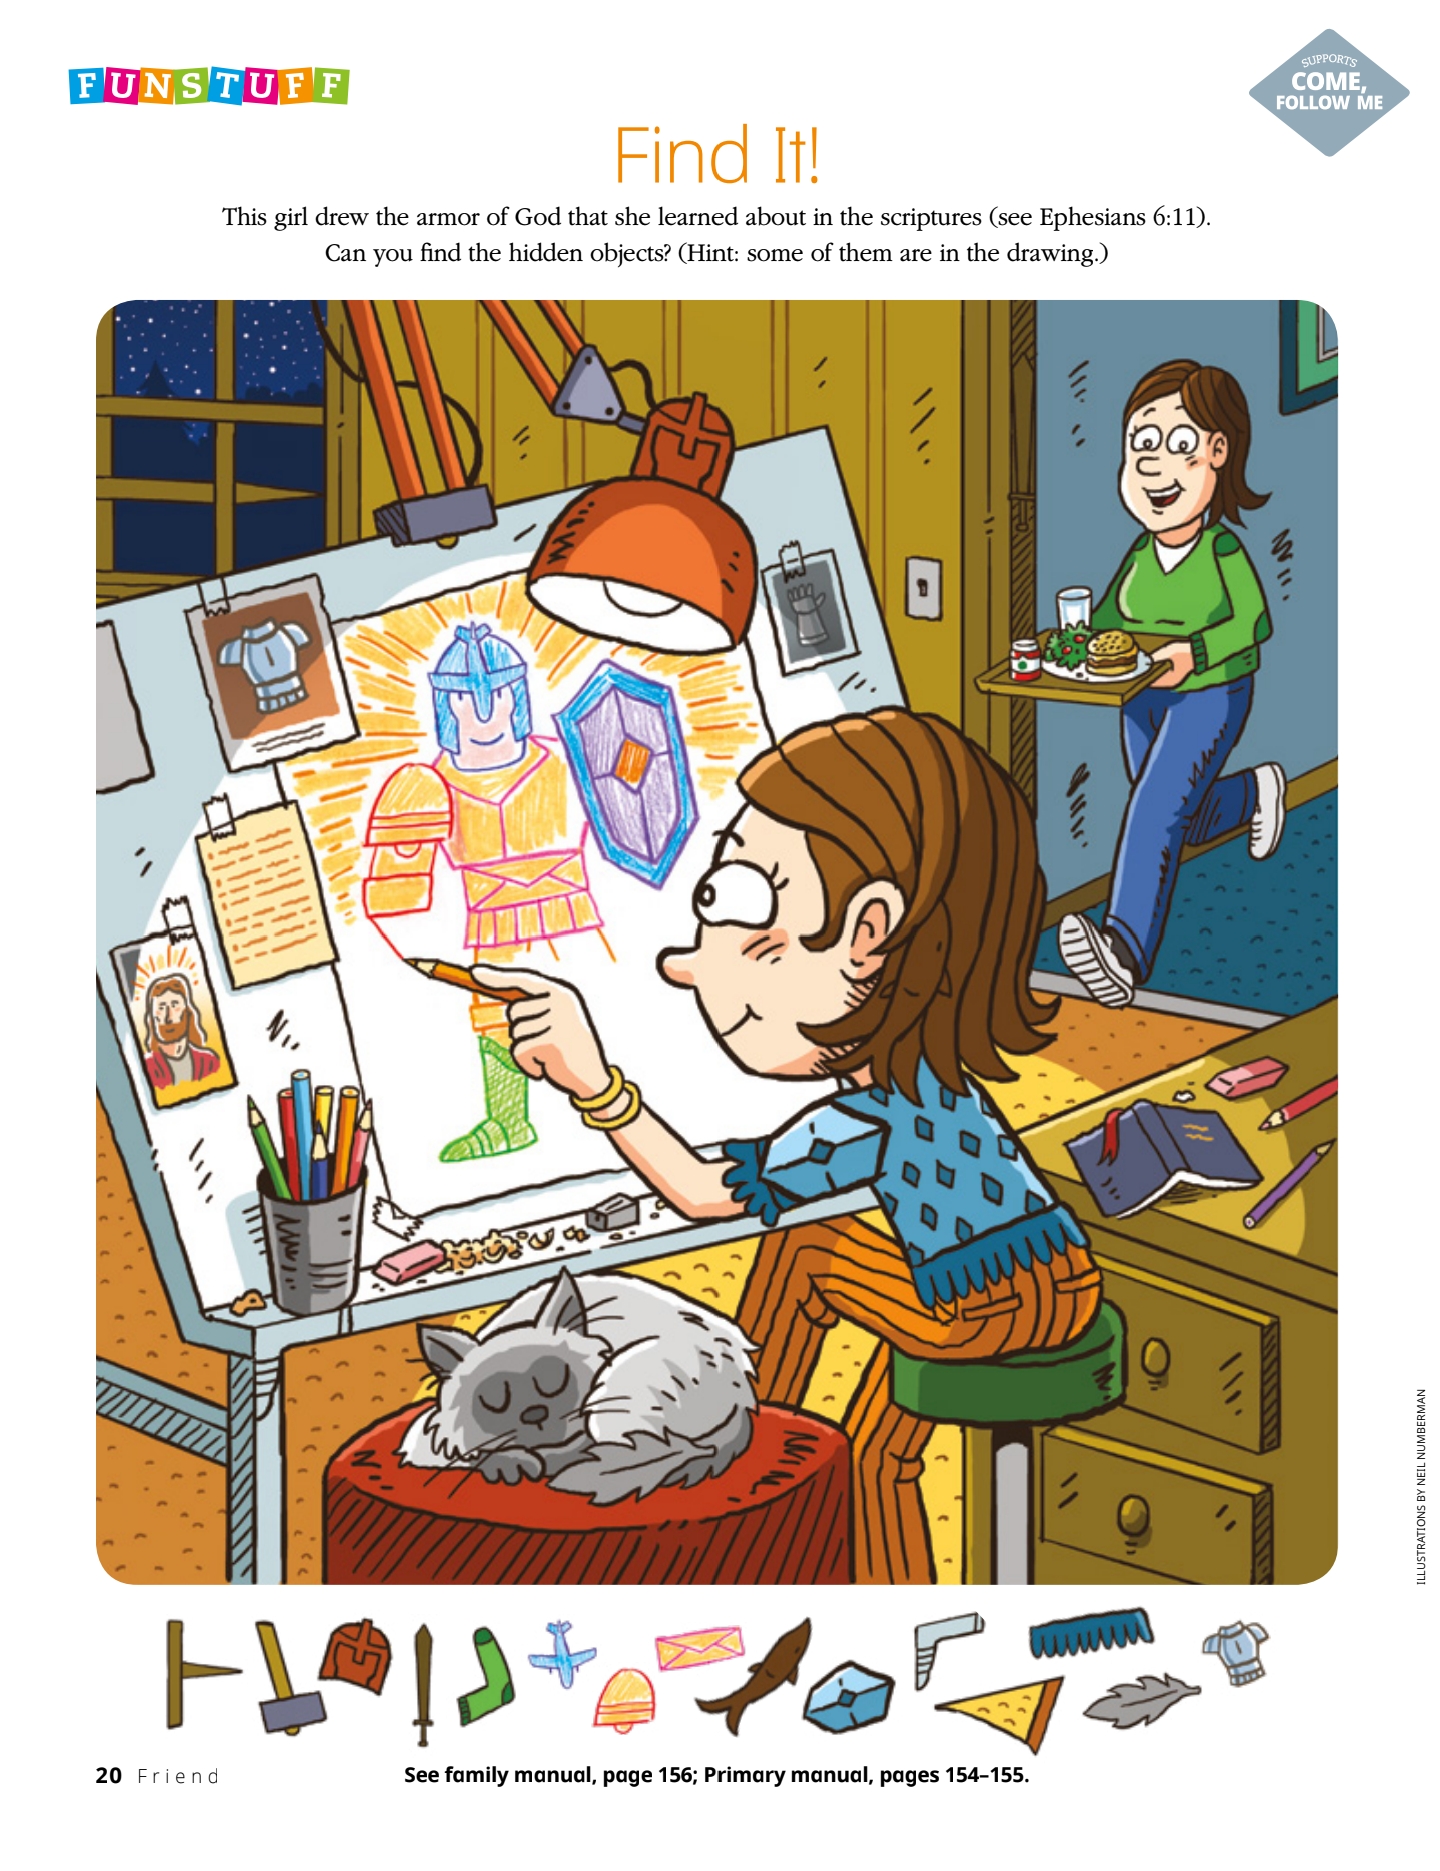 FUNSTUFF
SUPPORTS
COME,
FOLLOW ME
Find It!
This girl drew the armor of God that she learned about in the scriptures (see Ephesians 6:11).
Can you find the hidden objects? (Hint: some of them are in the drawing.)
ILLUSTRATIONS BY NEIL NUMBERMAN
20 Friend
See family manual, page 156; Primary manual, pages 154–155.